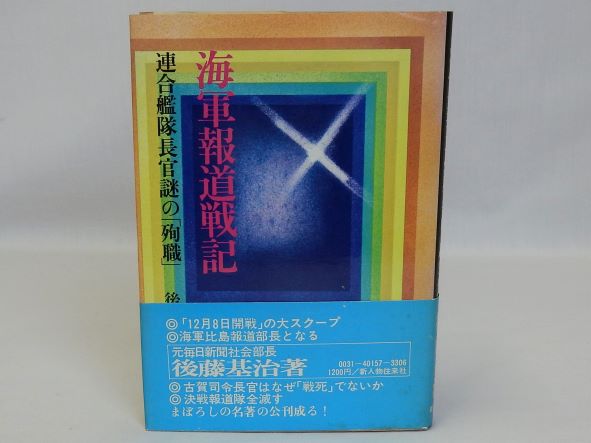 海軍報道戦記
連合艦隊長官謎の「殉職」
後
◎「12月8日開戦」の大スクープ
◎海軍比島報道部長となる
元毎日新聞社会部長
後藤基治著
0031-40157-3306
1200円/新人物往来社
◎古賀司令長官はなぜ「戦死」でないか
◎決戦報道隊全滅す
まぼろしの名著の公刊成る!